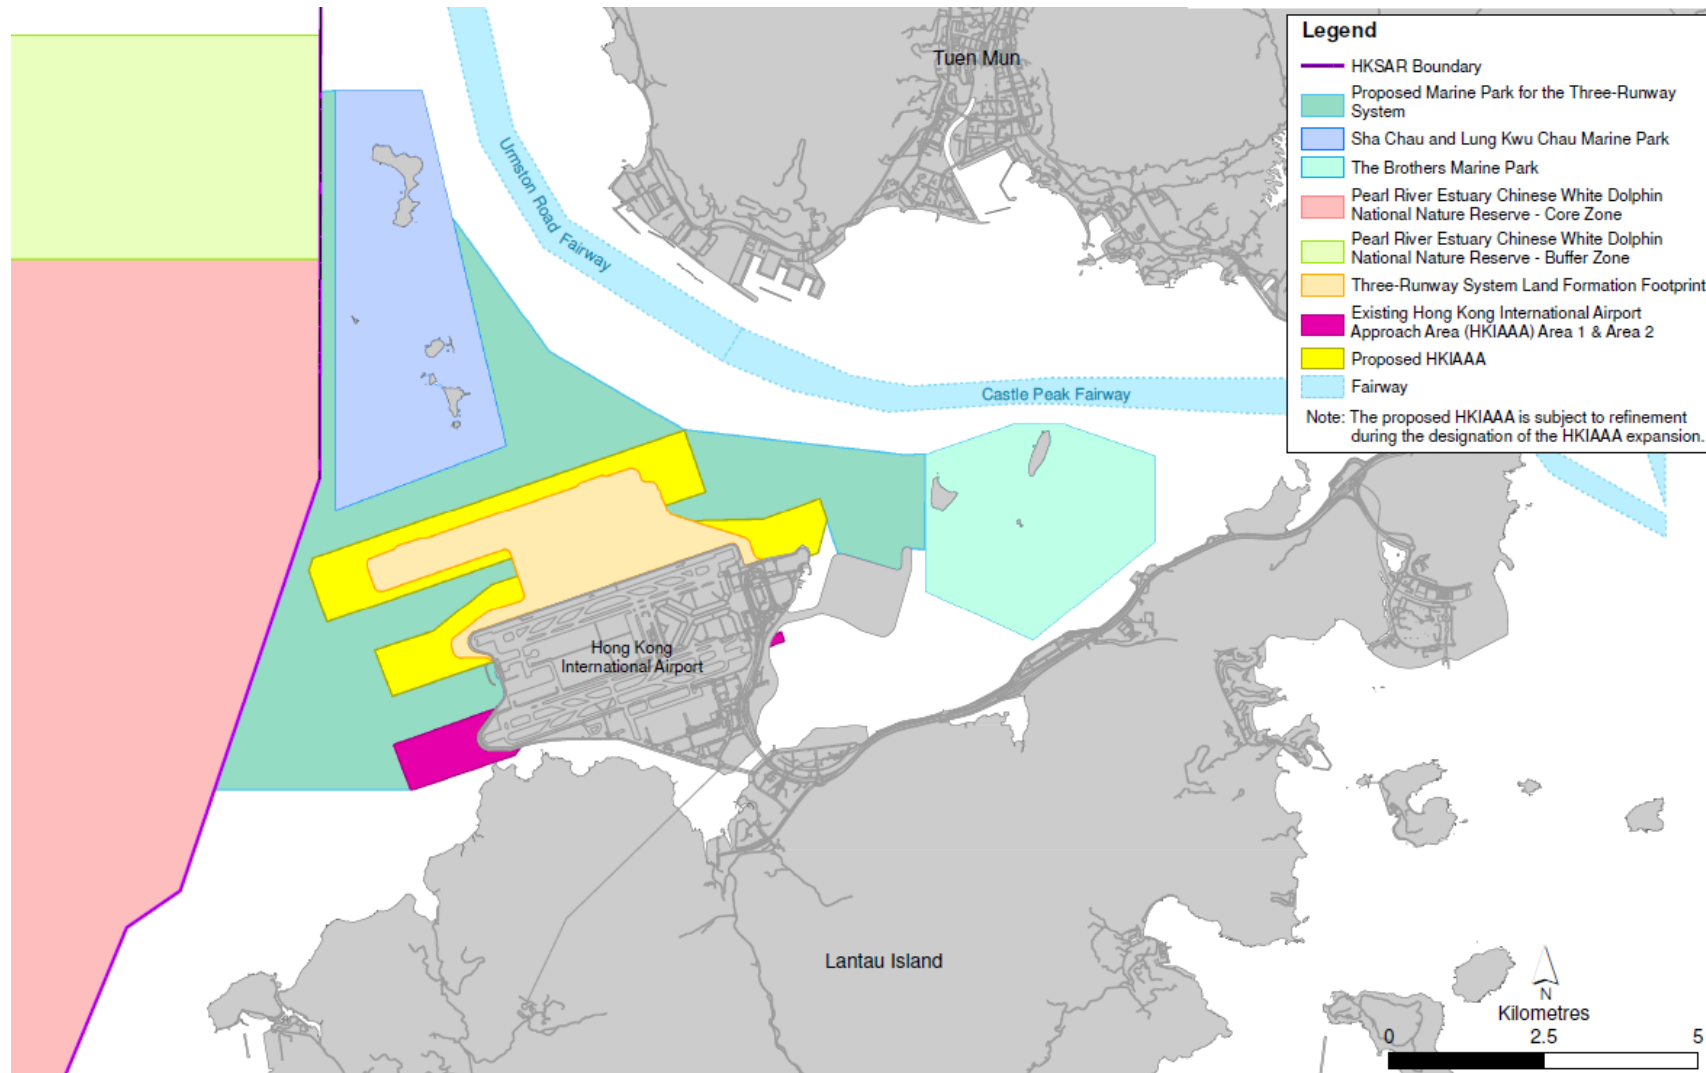 Tuen Mun
Urmston Road Fairway
Castle Peak Fairway
Hong Kong
International Airport
Lantau Island
Legend
HKSAR Boundary
Proposed Marine Park for the Three-Runway
System
Sha Chau and Lung Kwu Chau Marine Park
The Brothers Marine Park
Pearl River Estuary Chinese White Dolphin
National Nature Reserve - Core Zone
Pearl River Estuary Chinese White Dolphin
National Nature Reserve - Buffer Zone
Three-Runway System Land Formation Footprint
Existing Hong Kong International Airport
Approach Area (HKIAAA) Area 1 & Area 2
Proposed HKIAAA
Fairway
Note: The proposed HKIAAA is subject to refinement
during the designation of the HKIAAA expansion.
N
Kilometres
0 2.5 5